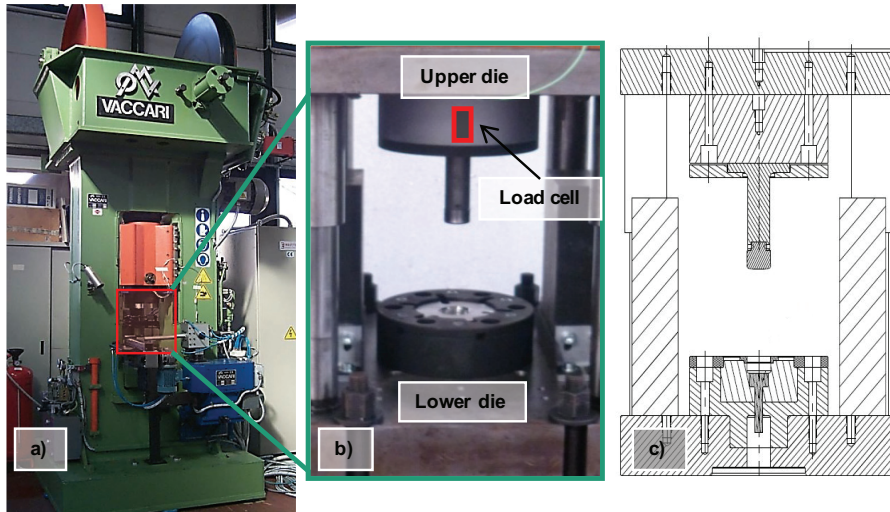 VACCARI
a)
Upper die
Load cell
Lower die
b)
c)